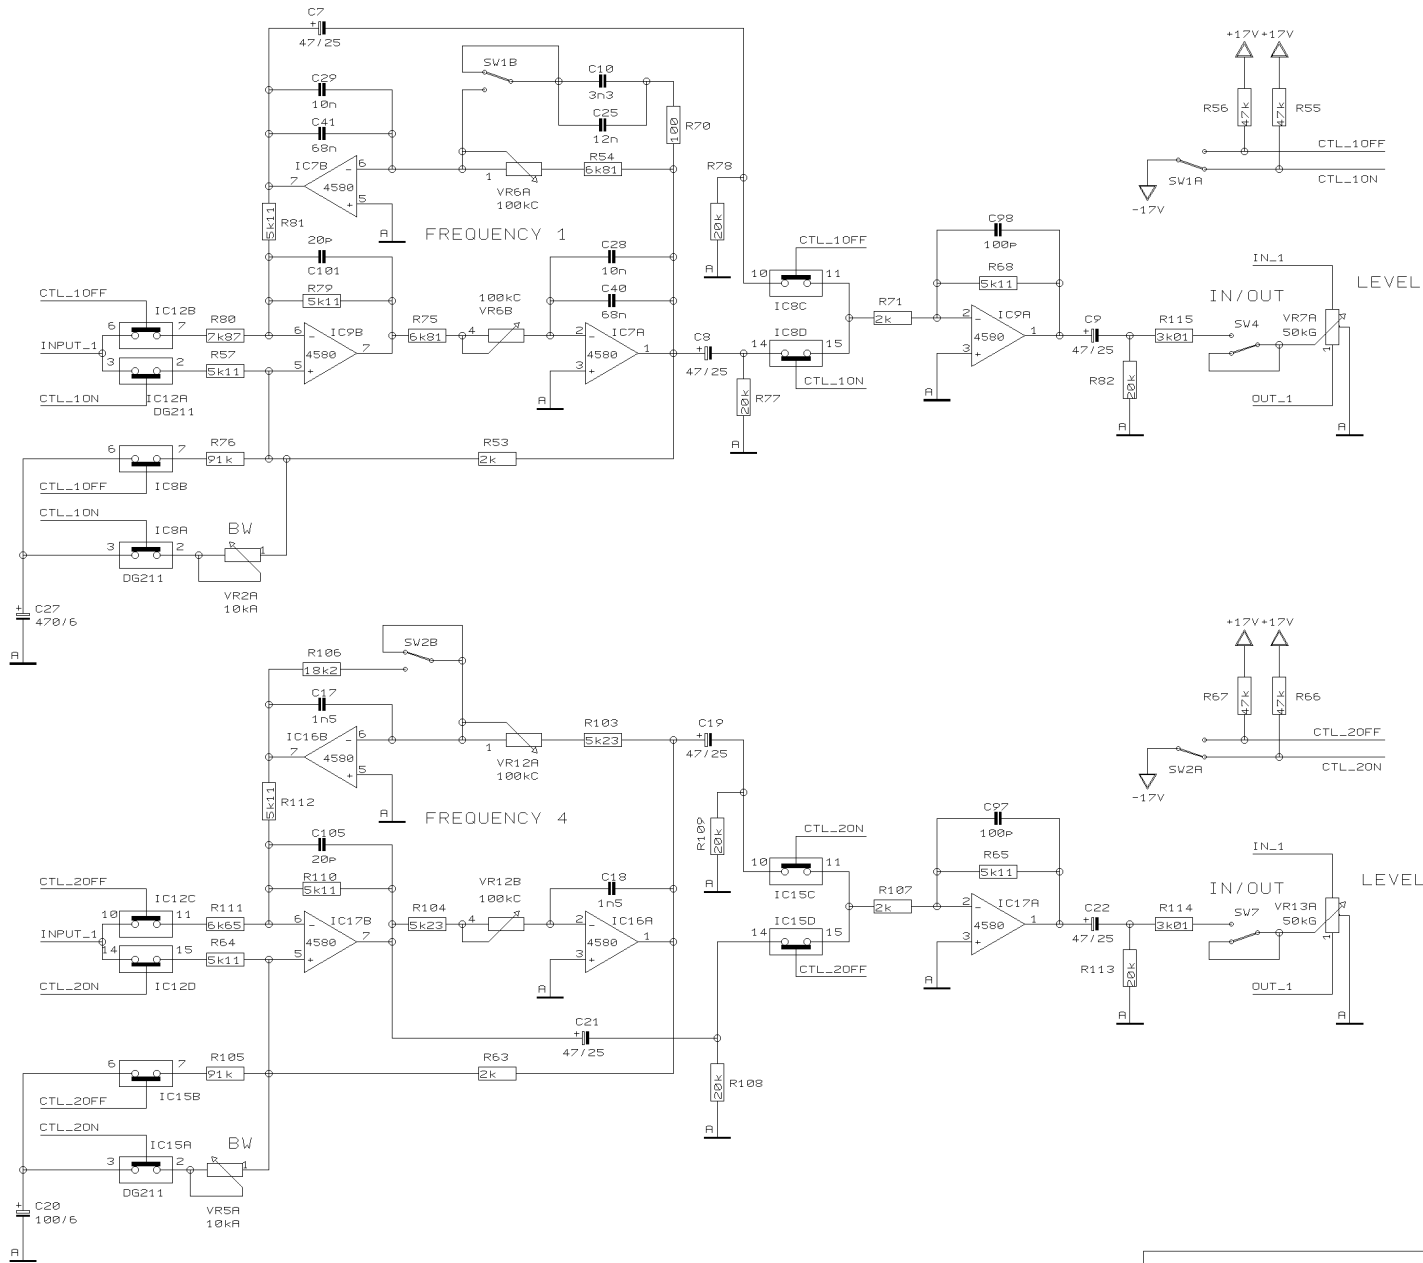 C7
+
47/25
SW1B
C10
3n3
C25
12n
100
R70
C29
10n
C41
68n
IC7B
6
7
4580
5
+
−
1
VR6A
100kC
R54
6k81
R78
20k
A
+17V +17V
R56
47k
47k
R55
CTL_1OFF
CTL_1ON
SW1A
-17V
5k11
R81
A
FREQUENCY 1
20p
C101
C28
10n
CTL_1OFF
C98
100p
CTL_1OFF
IC12B
6
7
R80
7k87
R79
5k11
6
−
IC9B
4580
5
+
7
R75
6k81
100kC
VR6B
4
C40
68n
2
−
IC7A
4580
3
+
1
A
10
11
IC8C
IC8D
14
15
CTL_1ON
C8
+
47/25
20k
R77
A
R71
2k
R68
5k11
2
−
IC9A
4580
3
+
1
A
C9
+
47/25
R82
20k
A
R115
3k01
IN_1
IN/OUT
SW4
VR7A
50kG
1
LEVEL
OUT_1
A
INPUT_1
3
2
R57
5k11
CTL_1ON
IC12A
DG211
6
7
R76
91k
R53
2k
CTL_1OFF
IC8B
CTL_1ON
IC8A
BW
3
2
1
DG211
VR2A
10kA
+
C27
470/6
A
SW2B
R106
18k2
C17
1n5
IC16B
6
−
7
4580
5
+
1
VR12A
100kC
R103
5k23
C19
+
47/25
+17V +17V
R67
47k
47k
R66
CTL_2OFF
CTL_2ON
SW2A
-17V
5k11
R112
A
FREQUENCY 4
R109
20k
A
C105
20p
CTL_2ON
C97
100p
CTL_2OFF
IC12C
10
11
R111
6k65
R110
5k11
6
−
IC17B
4580
5
+
7
R104
5k23
VR12B
100kC
4
C18
1n5
2
−
IC16A
4580
3
+
1
A
10
11
IC15C
IC15D
14
15
CTL_2OFF
R107
2k
R65
5k11
2
−
IC17A
4580
3
+
1
A
C22
+
47/25
R113
20k
A
R114
3k01
IN_1
IN/OUT
SW7
VR13A
50kG
1
LEVEL
OUT_1
A
INPUT_1
14
15
R64
5k11
CTL_2ON
IC12D
C21
+
47/25
6
7
R105
91k
R63
2k
20k
R108
A
CTL_2OFF
IC15B
CTL_2ON
IC15A
BW
3
2
1
DG211
VR5A
10kA
+
C20
100/6
A